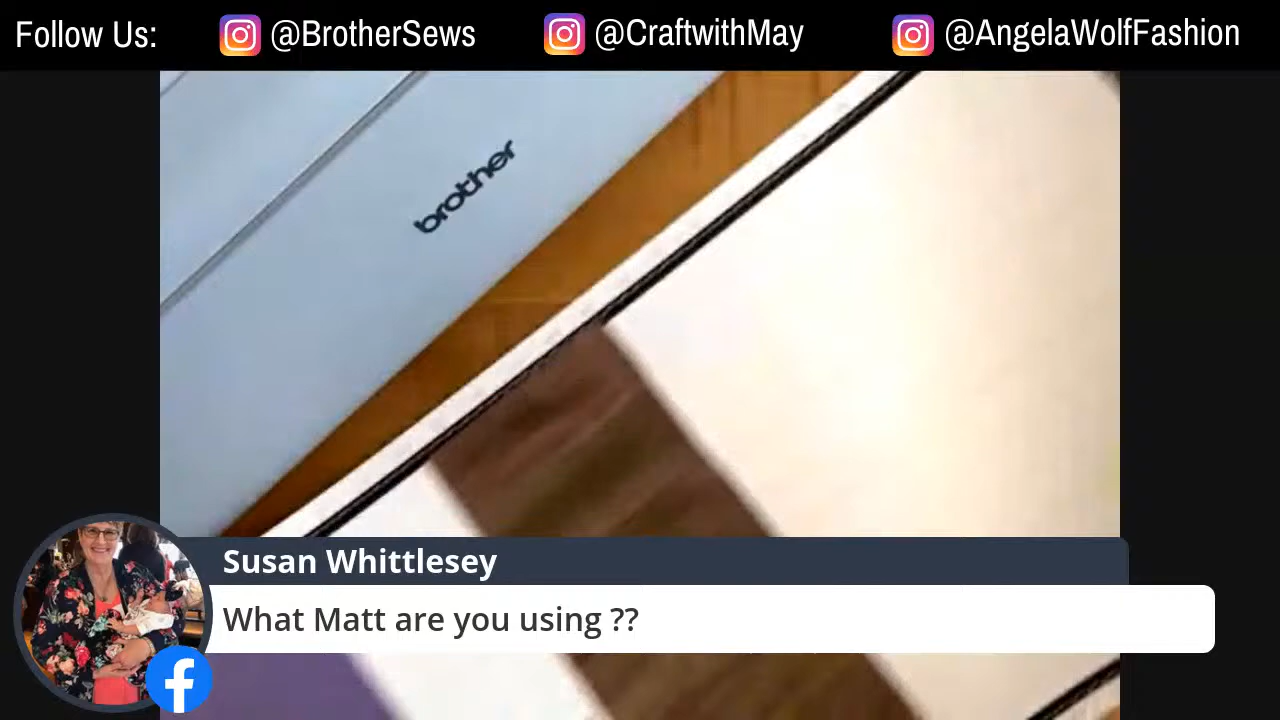 Follow Us: @BrotherSews @CraftwithMay @AngelaWolfFashion
brother
Susan Whittlesey
What Matt are you using ??